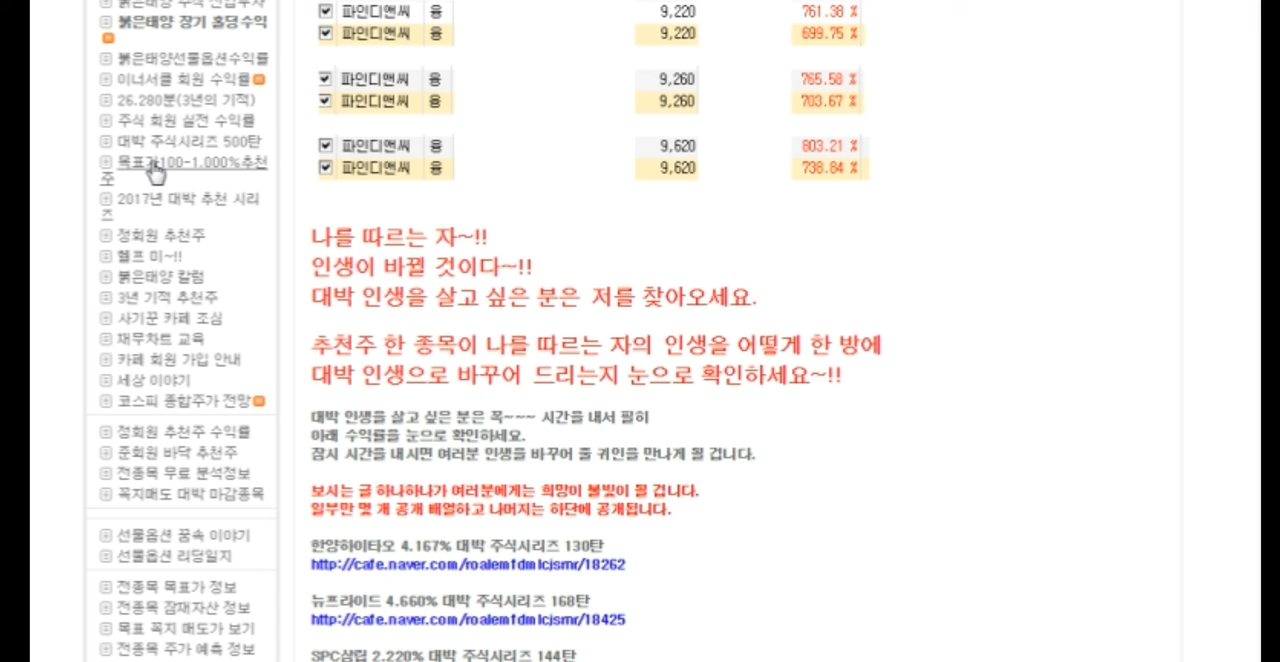 붉은태양 장기 홀딩수익
붉은태양선물옵션수익률
이너서클 회원 수익률
26.280분(3년의 기적)
주식 회원 실전 수익률
대박 주식시리즈 500탄
목표가100-1.000%추천
주
2017년 대박 추천 시리
즈
정회원 추천주
헬프 미~!!
붉은태양 칼럼
3년 기적 추천주
사기꾼 카페 조심
재무차트 교육
카페 회원 가입 안내
세상 이야기
코스피 종합주가 전망
정회원 추천주 수익률
준회원 바닥 추천주
전종목 무료 분석정보
꼭지매도 대박 마감종목
선물옵션 꿈속 이야기
선물옵션 리딩일지
전종목 목표가 정보
전종목 잠재자산 정보
목표 꼭지 매도가 보기
전종목 주가 예측 정보
파인디앤씨 융 9,220 761.38 %
파인디앤씨 융 9,220 699.75 %
파인디앤씨 융 9,260 765.58 %
파인디앤씨 융 9,260 703.67 %
파인디앤씨 융 9,620 803.21 %
파인디앤씨 융 9,620 738.84 %
나를 따르는 자~!!
인생이 바뀔 것이다~!!
대박 인생을 살고 싶은 분은 저를 찾아오세요.
추천주 한 종목이 나를 따르는 자의 인생을 어떻게 한 방에
대박 인생으로 바꾸어 드리는지 눈으로 확인하세요~!!
대박 인생을 살고 싶은 분은 꼭~~~ 시간을 내서 필히
아래 수익률을 눈으로 확인하세요.
잠시 시간을 내시면 여러분 인생을 바꾸어 줄 귀인을 만나게 될 겁니다.
보시는 글 하나하나가 여러분에게는 희망이 불빛이 될 겁니다.
일부만 몇 개 공개 배열하고 나머지는 하단에 공개됩니다.
한양하이타오 4.167% 대박 주식시리즈 130탄
http://cafe.naver.com/roalemfdmlcjsmr/18262
뉴프라이드 4.660% 대박 주식시리즈 168탄
http://cafe.naver.com/roalemfdmlcjsmr/18425
SPC삼립 2.220% 대박 주식시리즈 144탄